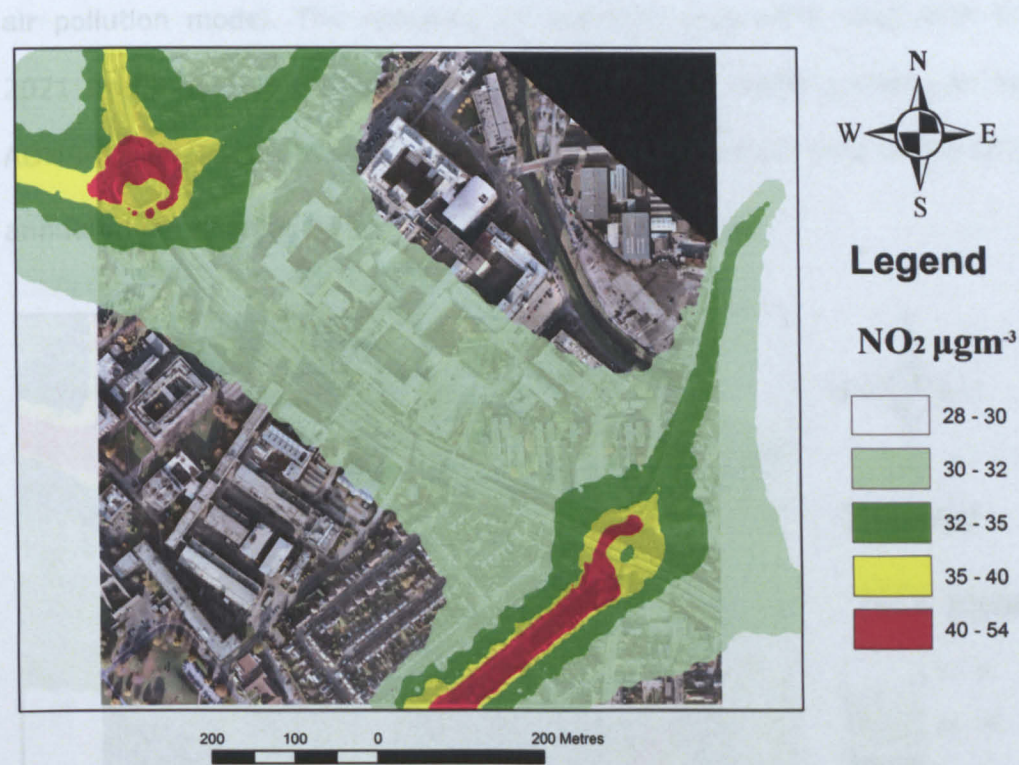 air pollution model. The
2021
N
W E
S
Legend
NO₂ µgm⁻³
28 - 30
30 - 32
32 - 35
35 - 40
40 - 54
200 100 0 200 Metres